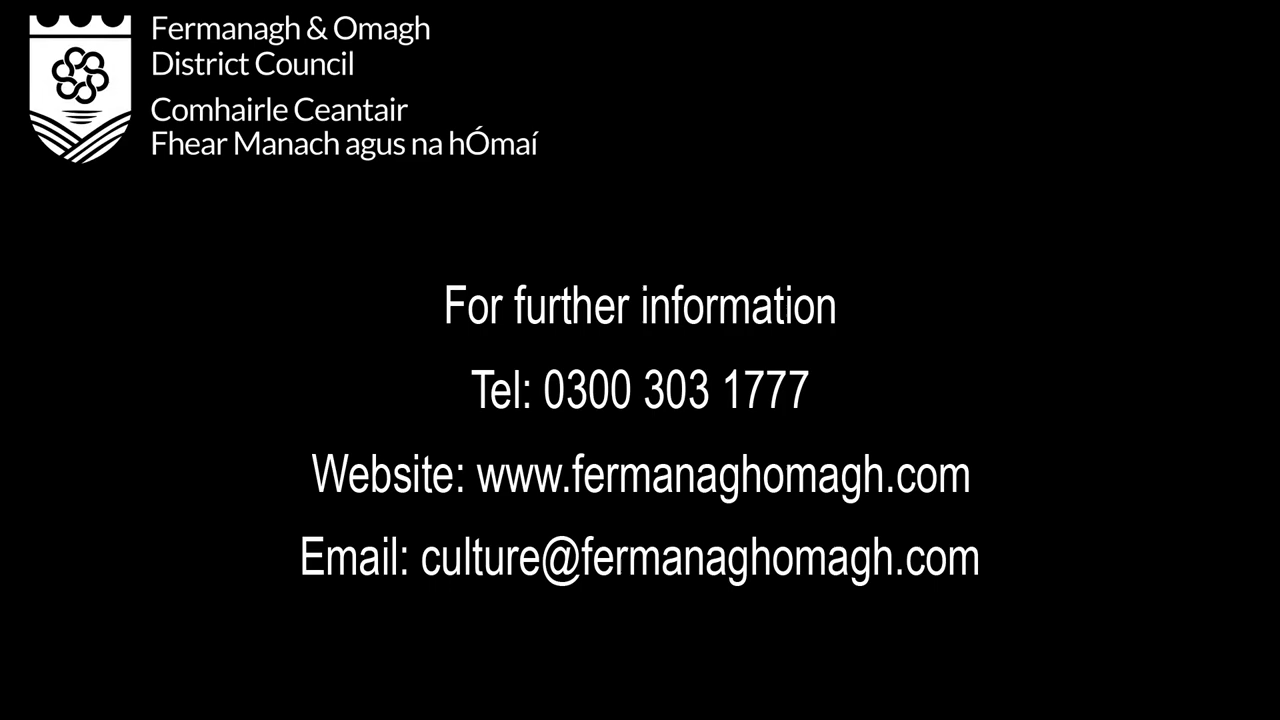 Fermanagh & Omagh
District Council
Comhairle Ceantair
Fhear Manach agus na hÓmaí
For further information
Tel: 0300 303 1777
Website: www.fermanaghomagh.com
Email: culture@fermanaghomagh.com